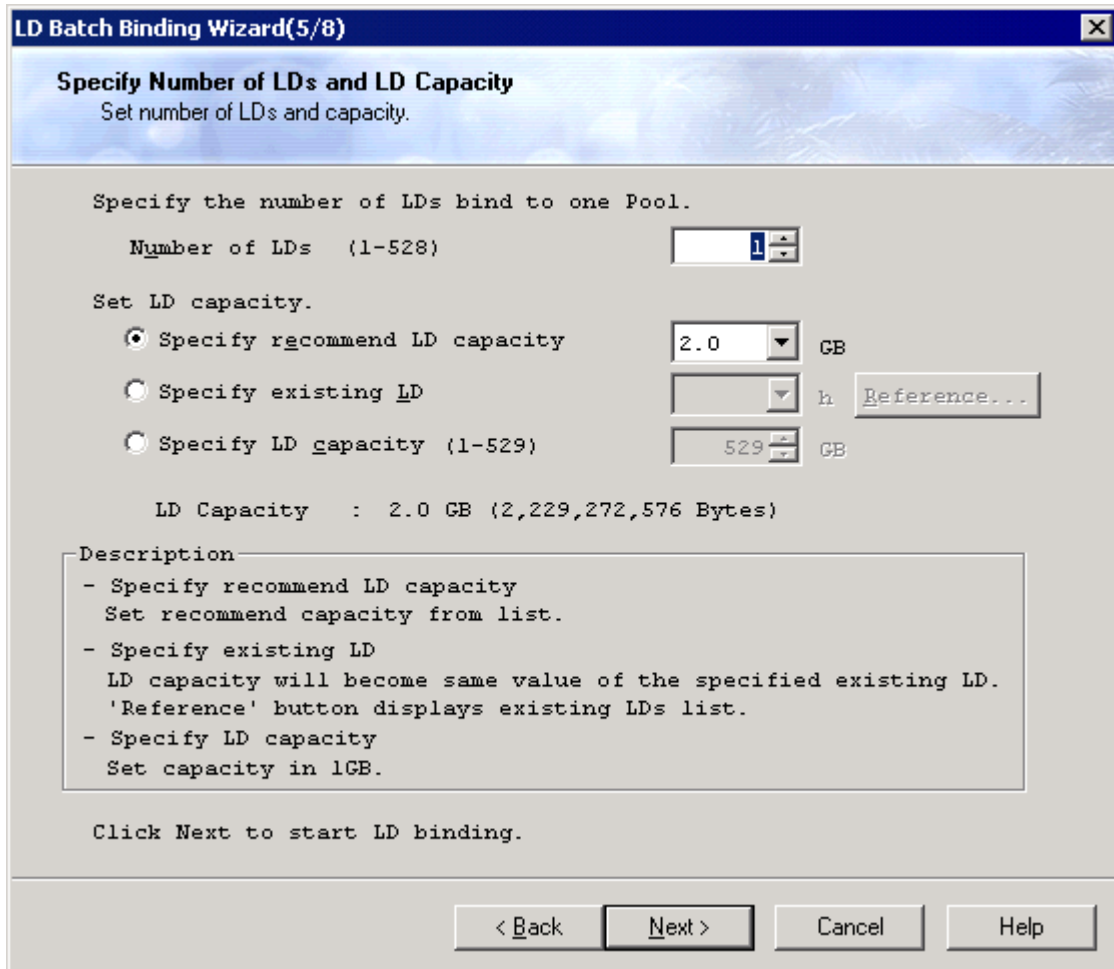 LD Batch Binding Wizard(5/8)
Specify Number of LDs and LD Capacity
Set number of LDs and capacity.
Specify the number of LDs bind to one Pool.
Number of LDs (1-528) 1
Set LD capacity.
Specify recommend LD capacity 2.0 GB
Specify existing LD h Reference...
Specify LD capacity (1-529) 529 GB
LD Capacity : 2.0 GB (2,229,272,576 Bytes)
Description
- Specify recommend LD capacity
Set recommend capacity from list.
- Specify existing LD
LD capacity will become same value of the specified existing LD.
'Reference' button displays existing LDs list.
- Specify LD capacity
Set capacity in 1GB.
Click Next to start LD binding.
< Back Next > Cancel Help